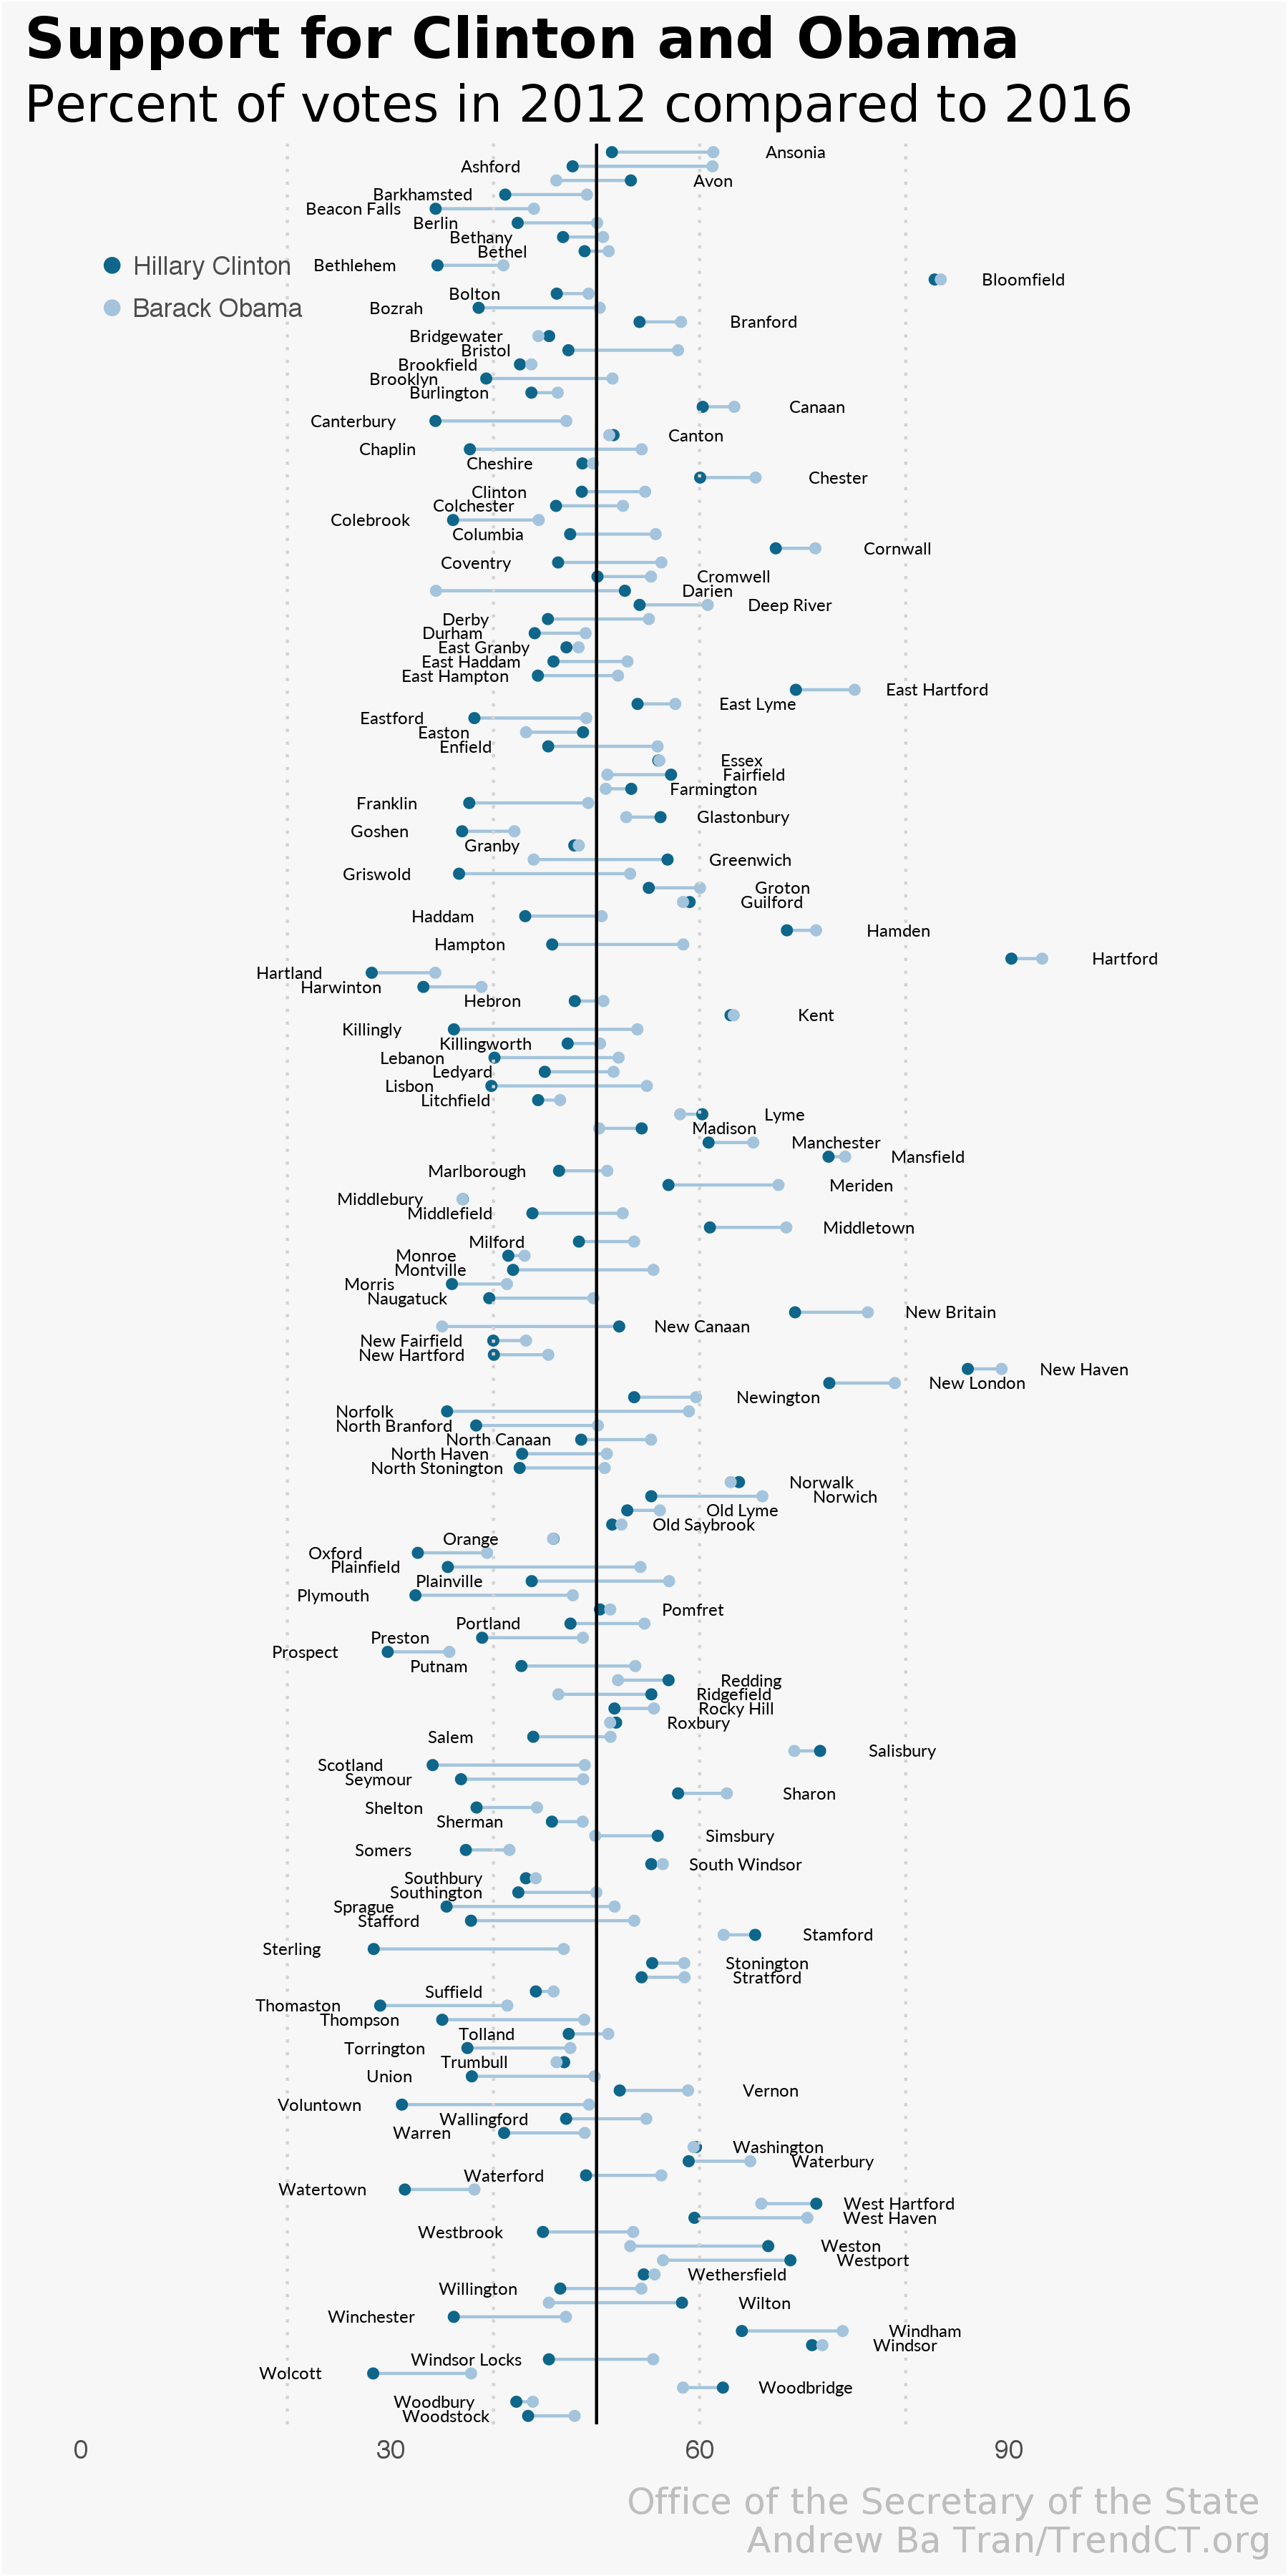 Support for Clinton and Obama
Percent of votes in 2012 compared to 2016
Ansonia
Ashford
Avon
Barkhamsted
Beacon Falls
Berlin
Bethany
Bethel
Hillary Clinton
Bethlehem
Bloomfield
Bolton
Barack Obama
Bozrah
Branford
Bridgewater
Bristol
Brookfield
Brooklyn
Burlington
Canaan
Canterbury
Canton
Chaplin
Cheshire
Chester
Clinton
Colchester
Colebrook
Columbia
Cornwall
Coventry
Cromwell
Darien
Deep River
Derby
Durham
East Granby
East Haddam
East Hampton
East Hartford
East Lyme
Eastford
Easton
Enfield
Essex
Fairfield
Farmington
Franklin
Glastonbury
Goshen
Granby
Greenwich
Griswold
Groton
Guilford
Haddam
Hamden
Hampton
Hartford
Hartland
Harwinton
Hebron
Kent
Killingly
Killingworth
Lebanon
Ledyard
Lisbon
Litchfield
Lyme
Madison
Manchester
Mansfield
Marlborough
Meriden
Middlebury
Middlefield
Middletown
Milford
Monroe
Montville
Morris
Naugatuck
New Britain
New Canaan
New Fairfield
New Hartford
New Haven
New London
Newington
Norfolk
North Branford
North Canaan
North Haven
North Stonington
Norwalk
Norwich
Old Lyme
Old Saybrook
Orange
Oxford
Plainfield
Plainville
Plymouth
Pomfret
Portland
Preston
Prospect
Putnam
Redding
Ridgefield
Rocky Hill
Roxbury
Salem
Salisbury
Scotland
Seymour
Sharon
Shelton
Sherman
Simsbury
Somers
South Windsor
Southbury
Southington
Sprague
Stafford
Stamford
Sterling
Stonington
Stratford
Suffield
Thomaston
Thompson
Tolland
Torrington
Trumbull
Union
Vernon
Voluntown
Wallingford
Warren
Washington
Waterbury
Waterford
Watertown
West Hartford
West Haven
Westbrook
Weston
Westport
Wethersfield
Willington
Wilton
Winchester
Windham
Windsor
Windsor Locks
Wolcott
Woodbridge
Woodbury
Woodstock
0 30 60 90
Office of the Secretary of the State
Andrew Ba Tran/TrendCT.org